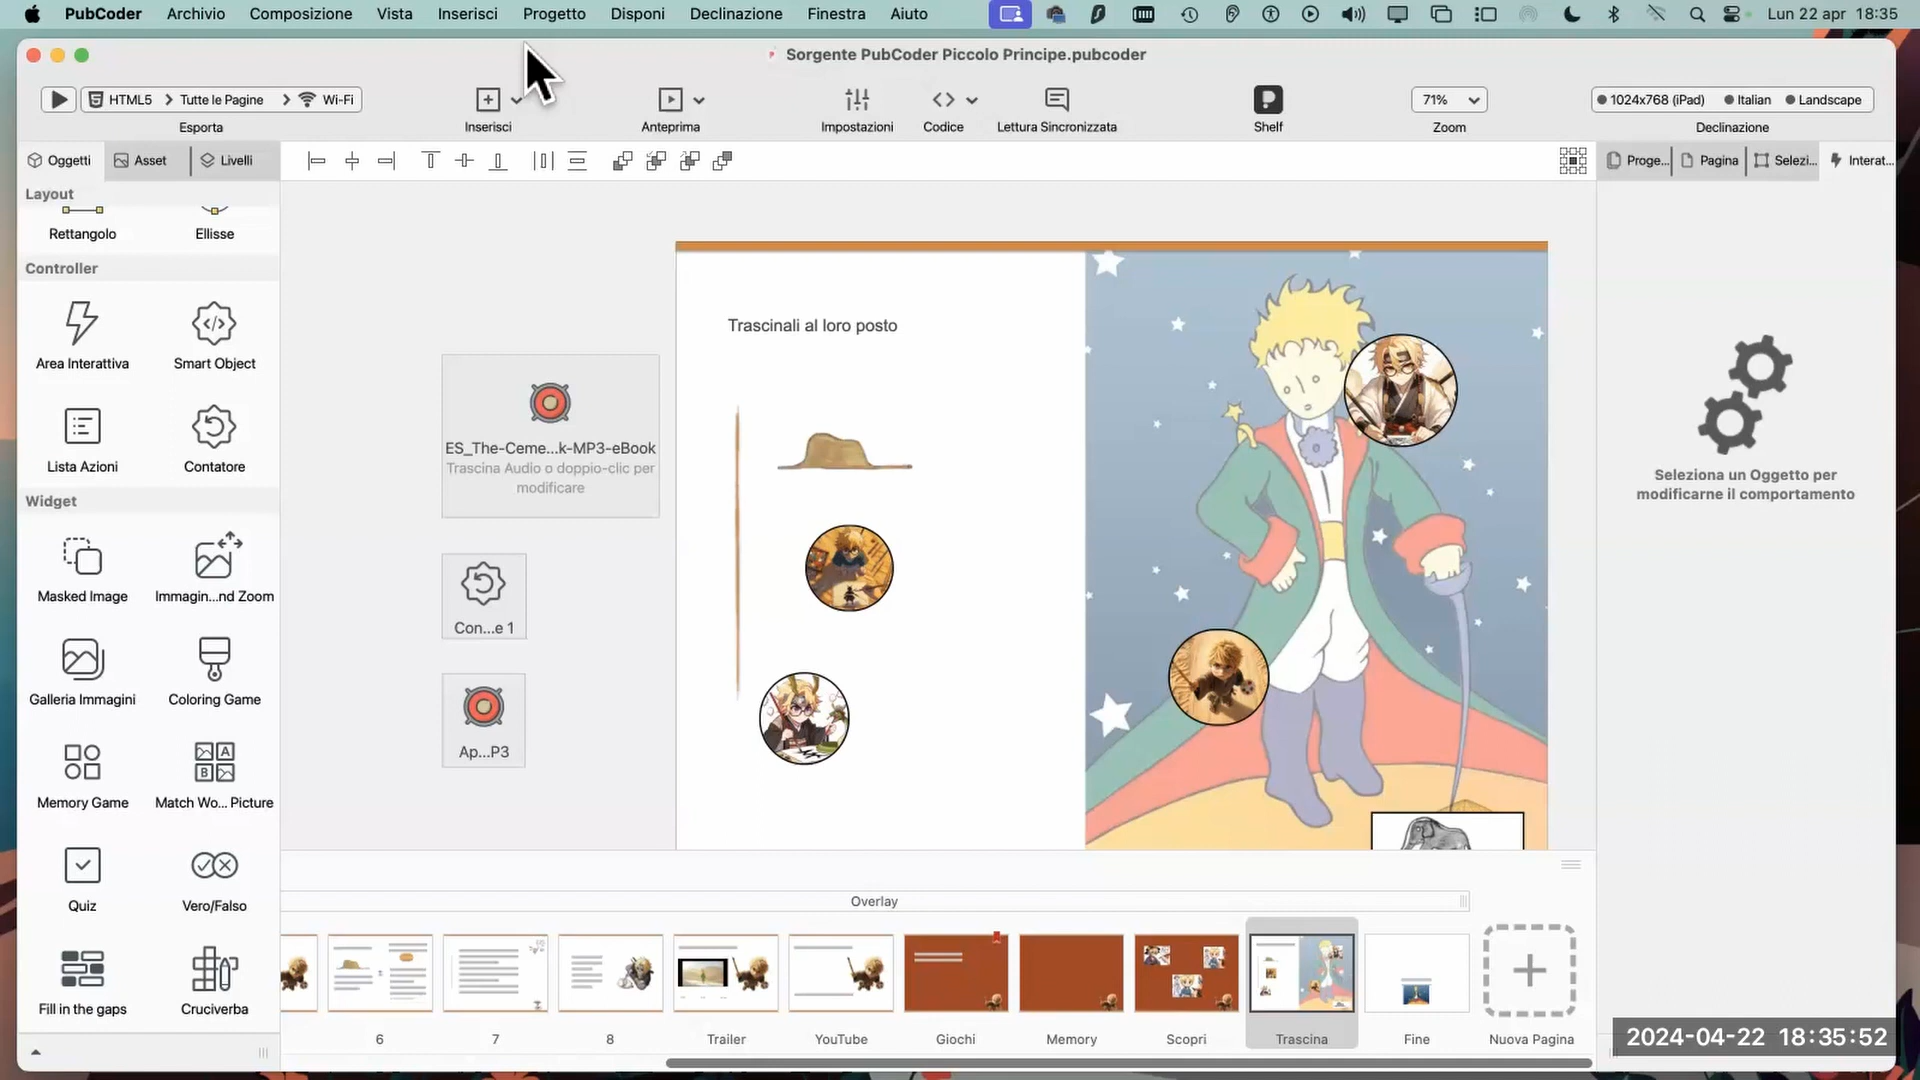 PubCoder Archivio Composizione Vista Inserisci Progetto Disponi Declinazione Finestra Aiuto Lun 22 apr 18:35
Sorgente PubCoder Piccolo Principe.pubcoder
HTML5 Tutte le Pagine Wi-Fi
Esporta
Inserisci
Anteprima
Impostazioni
Codice
Lettura Sincronizzata
Shelf
71%
Zoom
1024x768 (iPad) Italian Landscape
Declinazione
Oggetti Asset Livelli
Proge... Pagina Selezi... Interat...
Layout
Rettangolo Ellisse
Controller
Area Interattiva Smart Object
Lista Azioni Contatore
Widget
Masked Image Immagin...nd Zoom
Galleria Immagini Coloring Game
Memory Game Match Wo... Picture
A
B
Quiz Vero/Falso
Fill in the gaps Cruciverba
ES_The-Ceme...k-MP3-eBook
Trascina Audio o doppio-clic per
modificare
Con...e 1
Ap...P3
Trascinali al loro posto
Seleziona un Oggetto per
modificarne il comportamento
Overlay
6 7 8 Trailer YouTube Giochi Memory Scopri Trascina Fine Nuova Pagina
2024-04-22 18:35:52